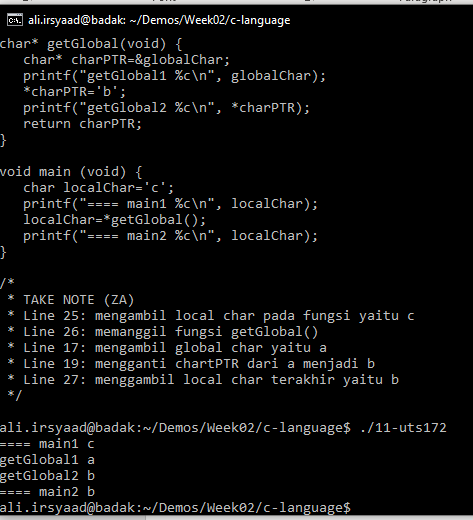 ali.irsyaad@badak: ~/Demos/Week02/c-language
char* getGlobal(void) {
   char* charPTR=&globalChar;
   printf("getGlobal1 %c\n", globalChar);
   *charPTR='b';
   printf("getGlobal2 %c\n", *charPTR);
   return charPTR;
}

void main (void) {
   char localChar='c';
   printf("==== main1 %c\n", localChar);
   localChar=*getGlobal();
   printf("==== main2 %c\n", localChar);
}

/*
 * TAKE NOTE (ZA)
 * Line 25: mengambil local char pada fungsi yaitu c
 * Line 26: memanggil fungsi getGlobal()
 * Line 17: mengambil global char yaitu a
 * Line 19: mengganti chartPTR dari a menjadi b
 * Line 27: menggambil local char terakhir yaitu b
 */

ali.irsyaad@badak:~/Demos/Week02/c-language$ ./11-uts172
==== main1 c
getGlobal1 a
getGlobal2 b
==== main2 b
ali.irsyaad@badak:~/Demos/Week02/c-language$